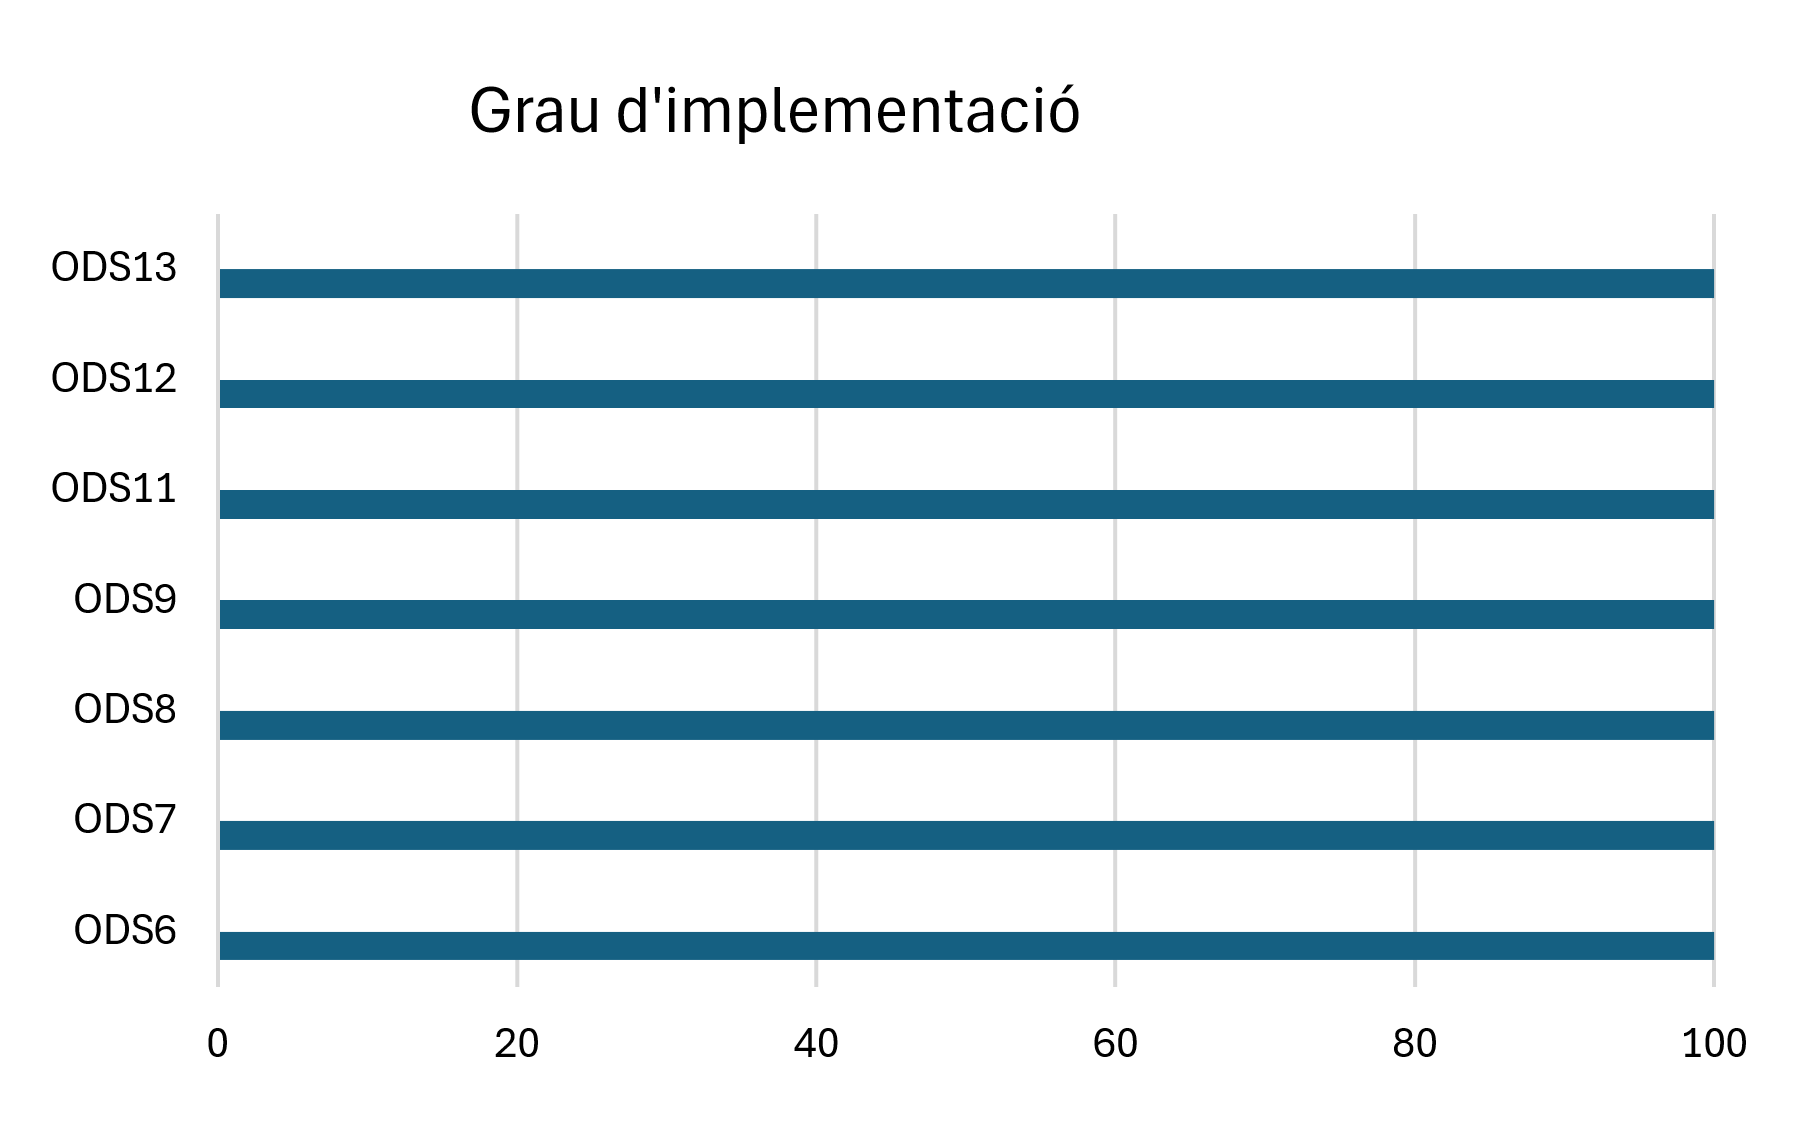 Grau d'implementació
ODS13
ODS12
ODS11
ODS9
ODS8
ODS7
ODS6
0 20 40 60 80 100